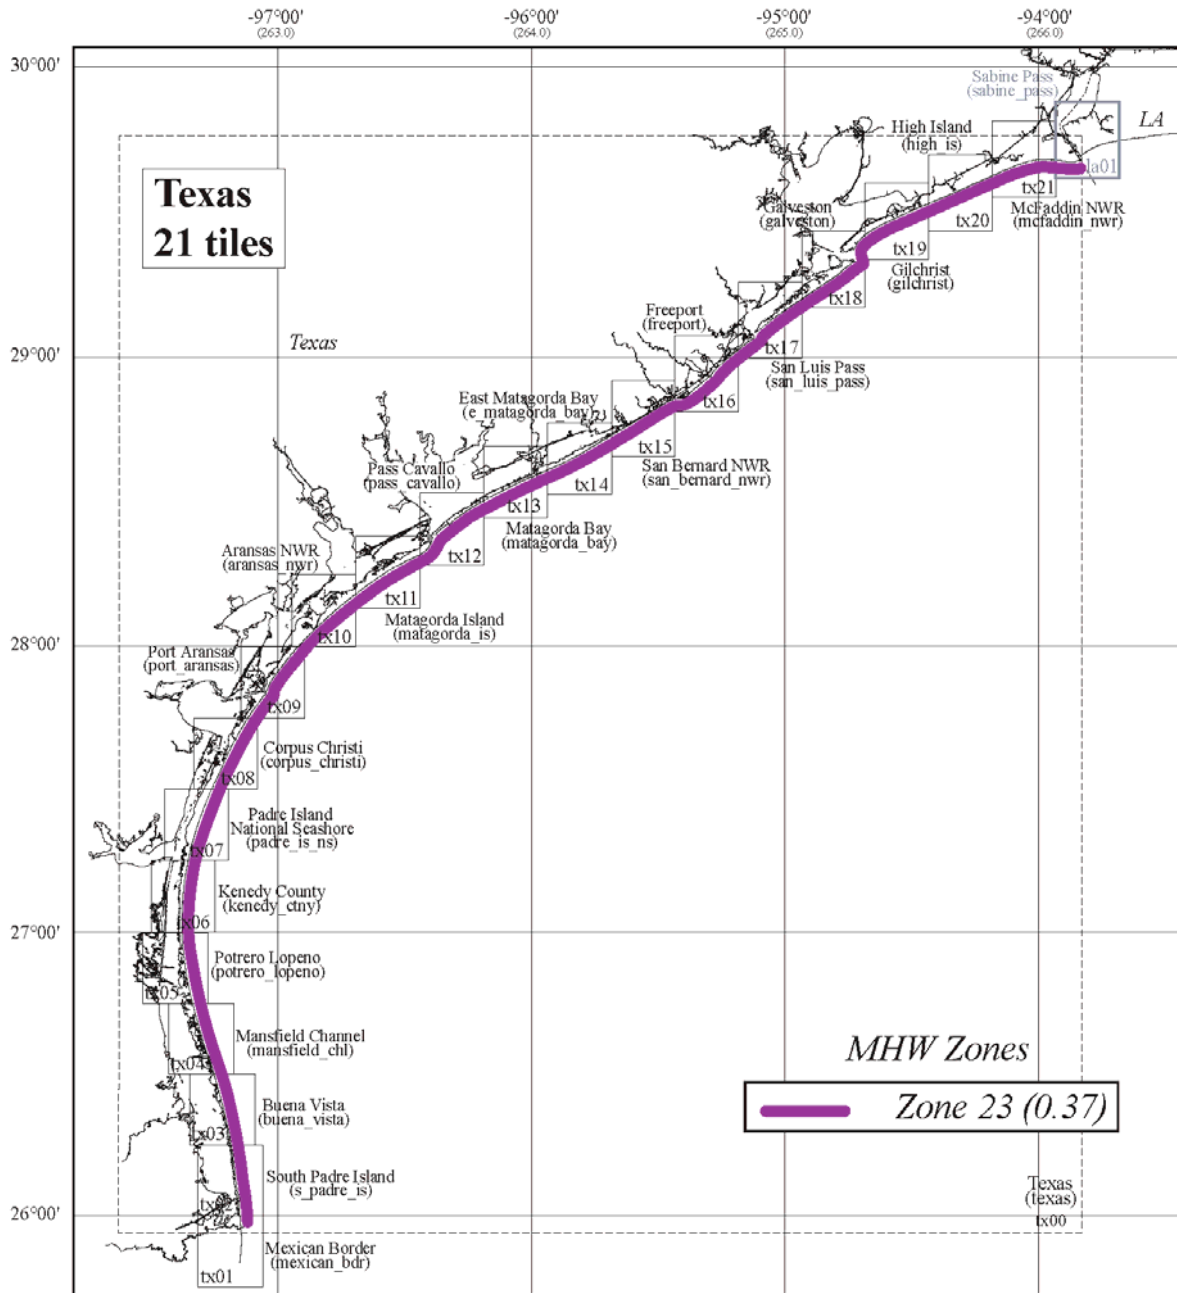 -97°00'
(263.0)
-96°00'
(264.0)
-95°00'
(265.0)
-94°00'
(266.0)
30°00'
Sabine Pass
(sabine_pass)
LA
la01
High Island
(high_is)
Texas
21 tiles
tx21
McFaddin NWR
(mcfaddin_nwr)
Galveston
(galveston)
tx20
tx19
Gilchrist
(gilchrist)
tx18
Freeport
(freeport)
29°00'
Texas
tx17
San Luis Pass
(san_luis_pass)
tx16
East Matagorda Bay
(e_matagorda_bay)
tx15
San Bernard NWR
(san_bernard_nwr)
Pass Cavallo
(pass_cavallo)
tx14
tx13
Matagorda Bay
(matagorda_bay)
Aransas NWR
(aransas_nwr)
tx12
tx11
Matagorda Island
(matagorda_is)
28°00'
tx10
Port Aransas
(port_aransas)
tx09
Corpus Christi
(corpus_christi)
tx08
Padre Island
National Seashore
(padre_is_ns)
tx07
Kenedy County
(kenedy_ctny)
tx06
27°00'
Potrero Lopeno
(potrero_lopeno)
tx05
Mansfield Channel
(mansfield_chl)
tx04
MHW Zones
Zone 23 (0.37)
Buena Vista
(buena_vista)
tx03
South Padre Island
(s_padre_is)
Texas
(texas)
tx00
26°00'
Mexican Border
(mexican_bdr)
tx01